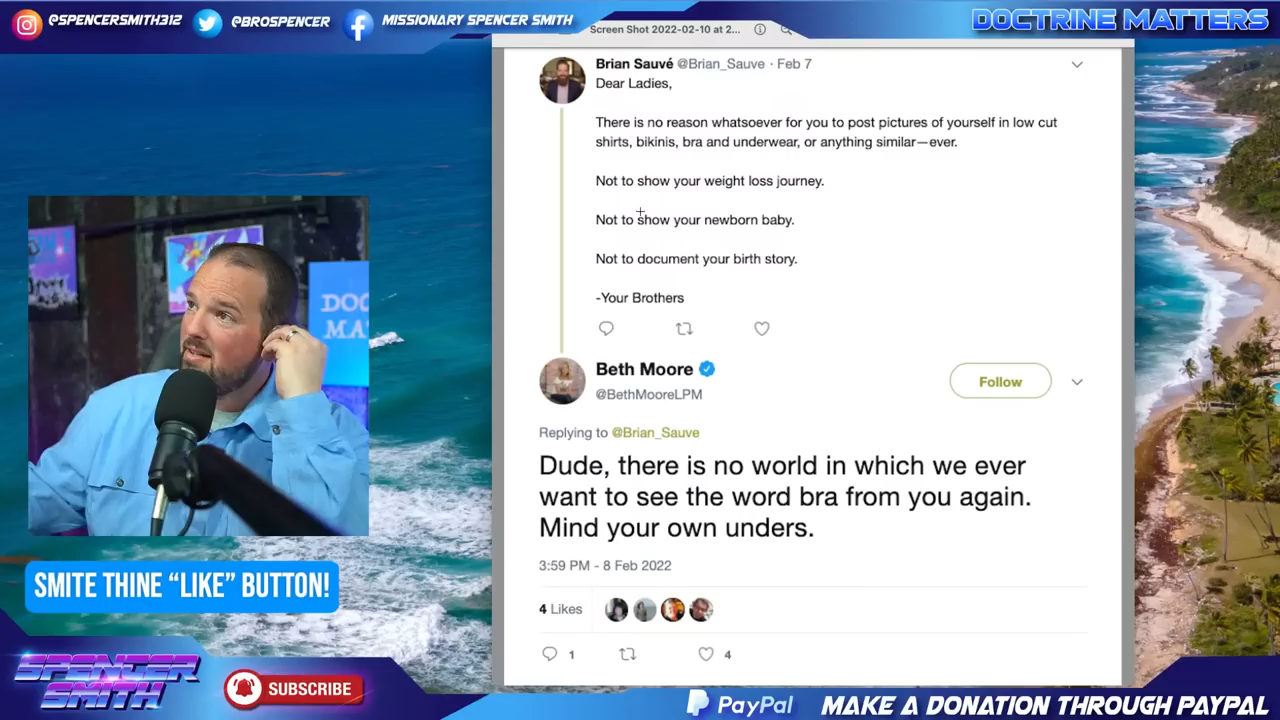 @SPENCERSMITH312
@BROSPENCER
MISSIONARY SPENCER SMITH
DOCTRINE MATTERS
Screen Shot 2022-02-10 at 2...
Brian Sauvé @Brian_Sauve · Feb 7
Dear Ladies,
There is no reason whatsoever for you to post pictures of yourself in low cut
shirts, bikinis, bra and underwear, or anything similar—ever.
Not to show your weight loss journey.
Not to show your newborn baby.
Not to document your birth story.
-Your Brothers
Beth Moore
@BethMooreLPM
Follow
Replying to @Brian_Sauve
Dude, there is no world in which we ever
want to see the word bra from you again.
Mind your own unders.
3:59 PM - 8 Feb 2022
4 Likes
1
4
DOC
MA
SMITE THINE “LIKE” BUTTON!
SPENCER
SMITH
SUBSCRIBE
PayPal
MAKE A DONATION THROUGH PAYPAL